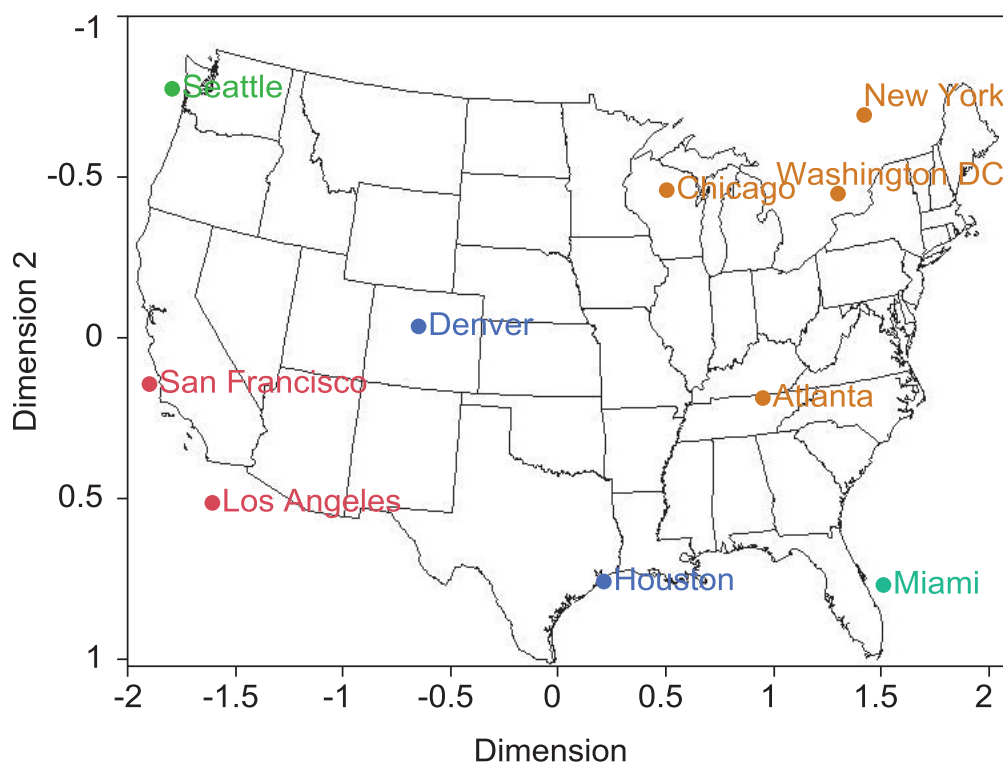 -1
Seattle
New York
-0.5
Chicago
Washington DC
Dimension 2
0
Denver
San Francisco
Atlanta
0.5
Los Angeles
Houston
Miami
1
-2 -1.5 -1 -0.5 0 0.5 1 1.5 2
Dimension